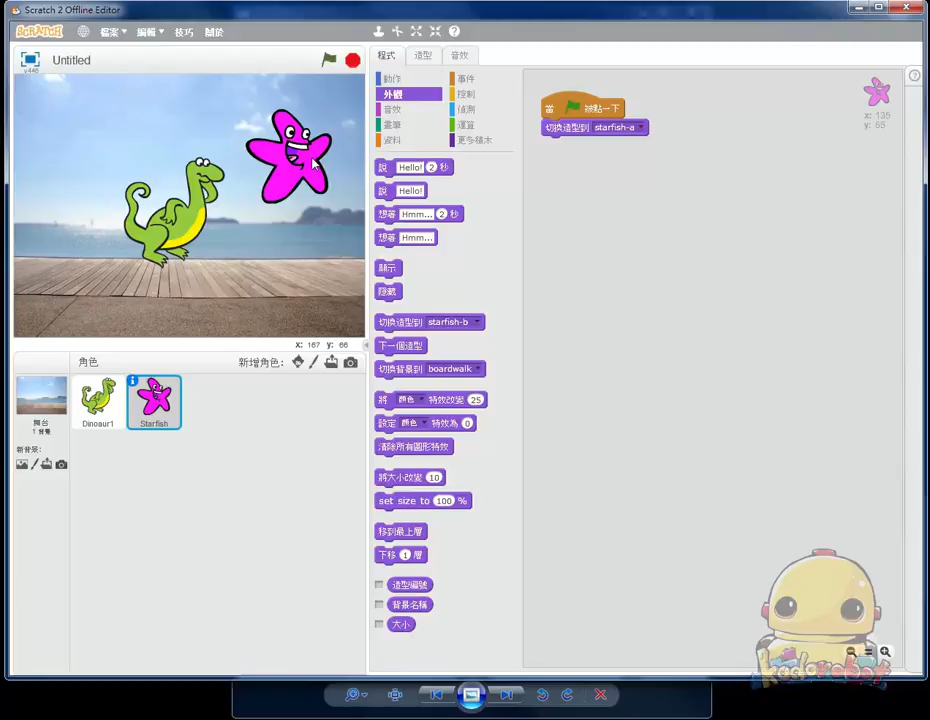 Scratch 2 Offline Editor
SCRATCH 檔案 編輯 技巧 關於
v446 Untitled
程式 造型 音效
動作 事件
外觀 控制
音效 偵測
畫筆 運算
資料 更多積木
說 Hello! 2 秒
說 Hello!
想著 Hmm... 2 秒
想著 Hmm...
顯示
隱藏
切換造型到 starfish-b
下一個造型
切換背景到 boardwalk
將 顏色 特效改變 25
設定 顏色 特效為 0
清除所有圖形特效
將大小改變 10
set size to 100 %
移到最上層
下移 1 層
造型編號
背景名稱
大小
當 被點一下
切換造型到 starfish-a
x: 135
y: 65
x: 167 y: 66
角色 新增角色:
舞台
1 背景
新背景:
Dinosaur1
Starfish
kodorobot